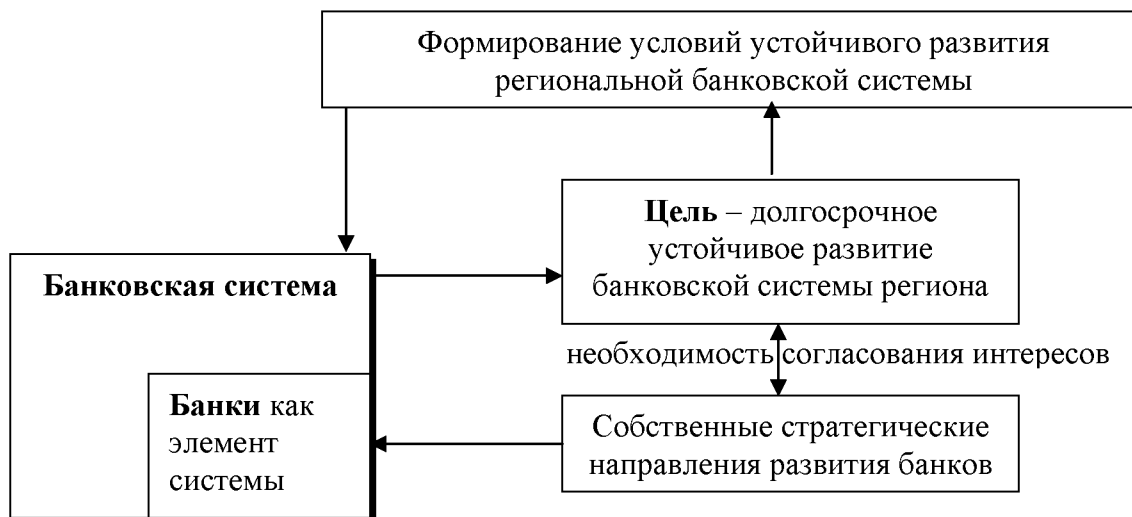 Формирование условий устойчивого развития
региональной банковской системы
Цель – долгосрочное
устойчивое развитие
банковской системы региона
Банковская система
необходимость согласования интересов
Банки как
элемент
системы
Собственные стратегические
направления развития банков